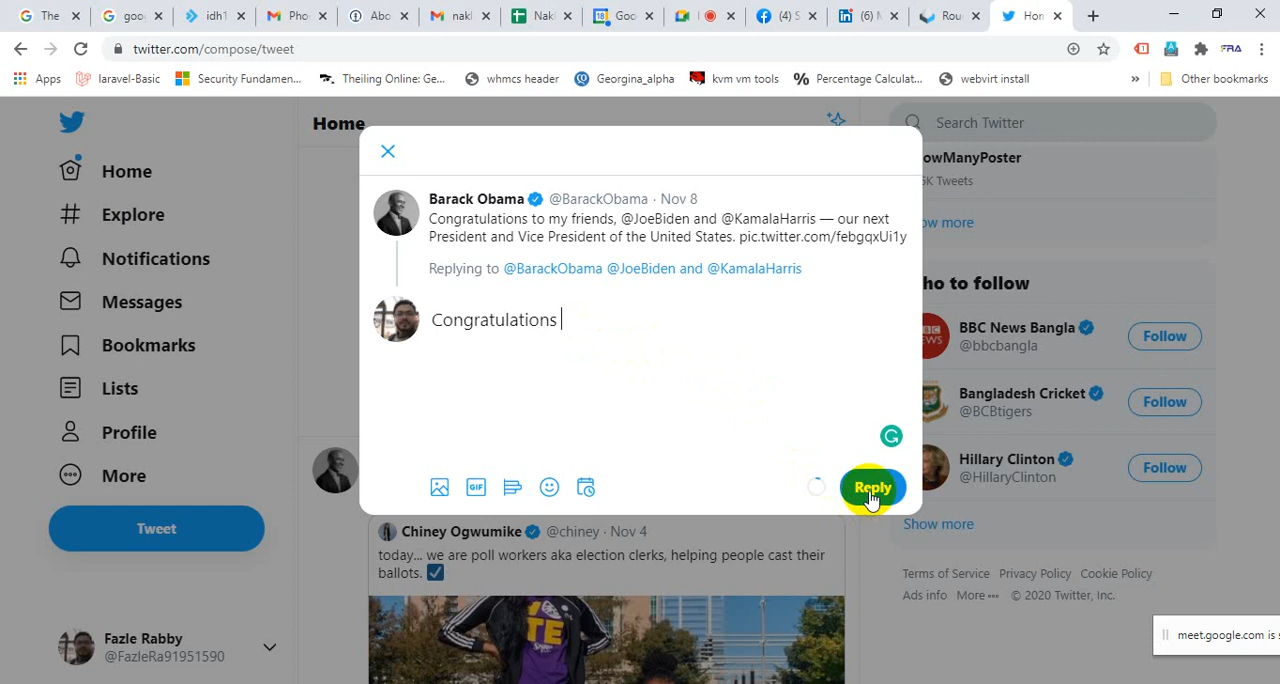 The
goo
idh1
Pho
Abo
nakl
Naki
Goo
(4) S
(6) M
Rou
Hom
twitter.com/compose/tweet
Apps
laravel-Basic
Security Fundamen...
Theiling Online: Ge...
whmcs header
Georgina_alpha
kvm vm tools
Percentage Calculat...
webvirt install
»
Other bookmarks
Home
Explore
Notifications
Messages
Bookmarks
Lists
Profile
More
Tweet
Fazle Rabby
@FazleRa91951590
Home
Barack Obama @BarackObama · Nov 8
Congratulations to my friends, @JoeBiden and @KamalaHarris — our next
President and Vice President of the United States. pic.twitter.com/febgqxUi1y
Replying to @BarackObama @JoeBiden and @KamalaHarris
Congratulations
GIF
Reply
Chiney Ogwumike @chiney · Nov 4
today... we are poll workers aka election clerks, helping people cast their
ballots.
Search Twitter
owManyPoster
K Tweets
ow more
ho to follow
BBC News Bangla
@bbcbangla
Follow
Bangladesh Cricket
@BCBtigers
Follow
Hillary Clinton
@HillaryClinton
Follow
Show more
Terms of Service Privacy Policy Cookie Policy
Ads info More © 2020 Twitter, Inc.
meet.google.com is s